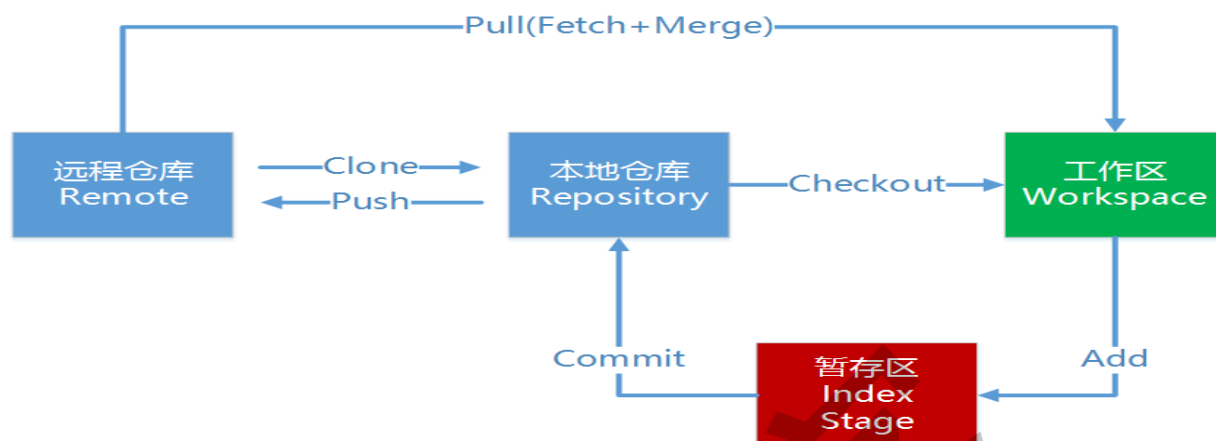 Pull(Fetch+Merge)
远程仓库
Remote
Clone
Push
本地仓库
Repository
Checkout
工作区
Workspace
Commit
暂存区
Index
Stage
Add